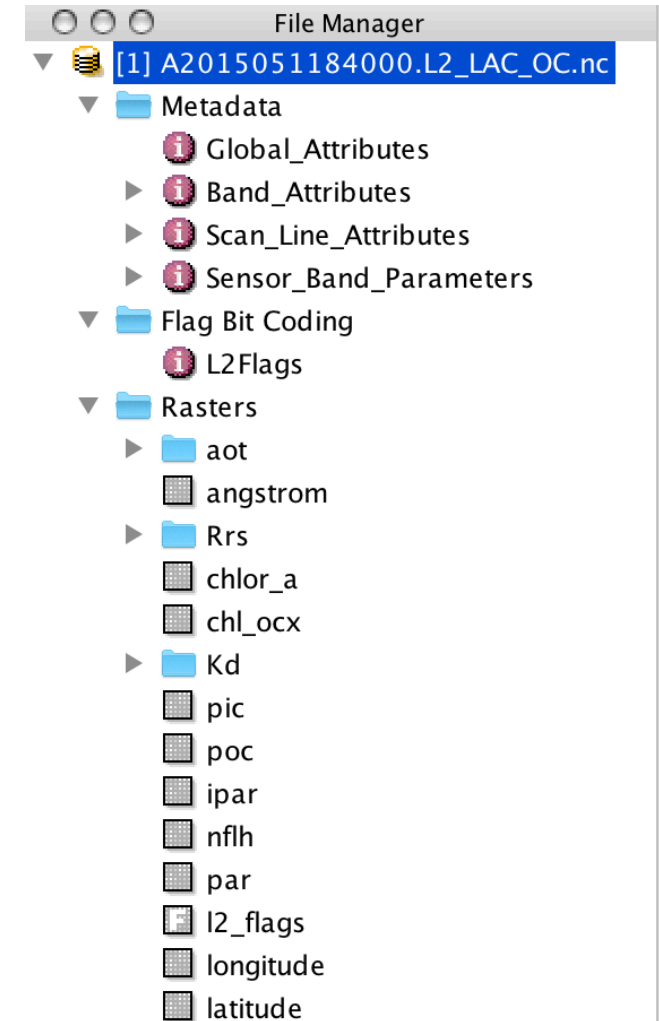 File Manager
[1] A2015051184000.L2_LAC_OC.nc
Metadata
Global_Attributes
Band_Attributes
Scan_Line_Attributes
Sensor_Band_Parameters
Flag Bit Coding
L2Flags
Rasters
aot
angstrom
Rrs
chlor_a
chl_ocx
Kd
pic
poc
ipar
nflh
par
l2_flags
longitude
latitude